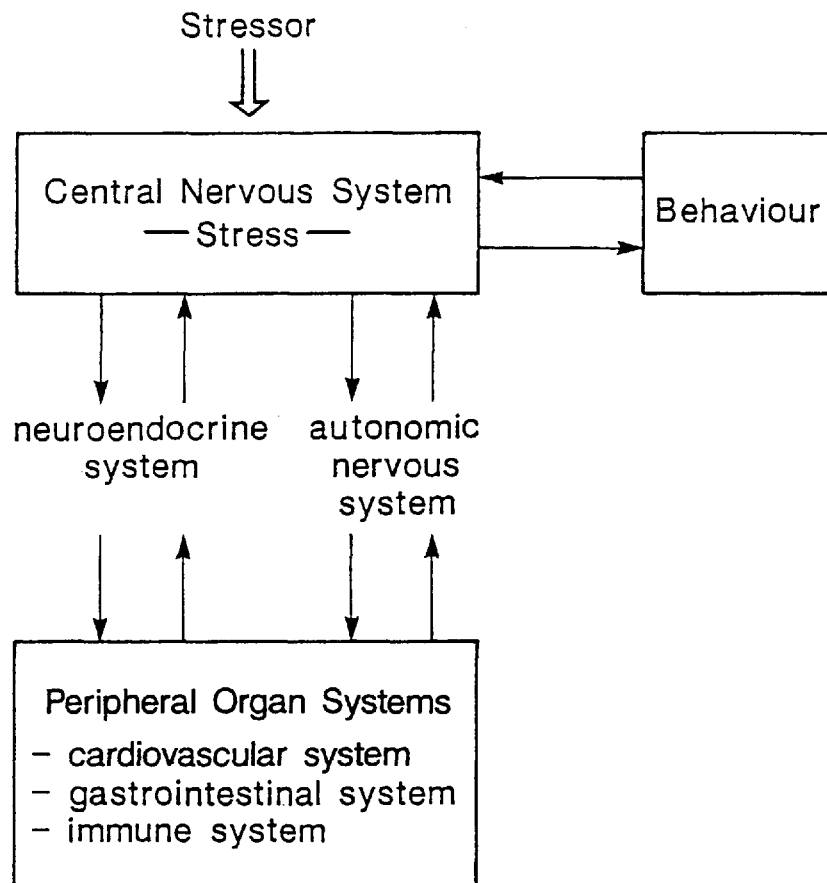 Stressor
Central Nervous System
— Stress —
Behaviour
neuroendocrine
system
autonomic
nervous
system
Peripheral Organ Systems
– cardiovascular system
– gastrointestinal system
– immune system